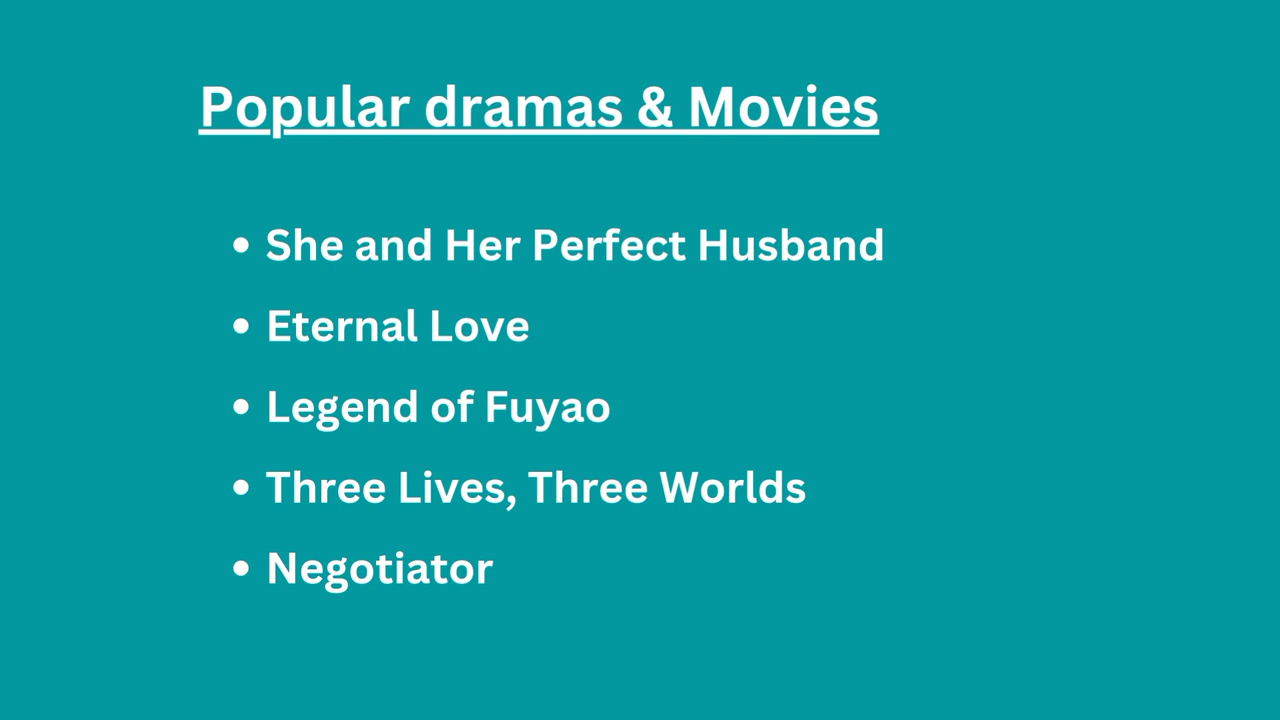 Popular dramas & Movies
• She and Her Perfect Husband
• Eternal Love
• Legend of Fuyao
• Three Lives, Three Worlds
• Negotiator